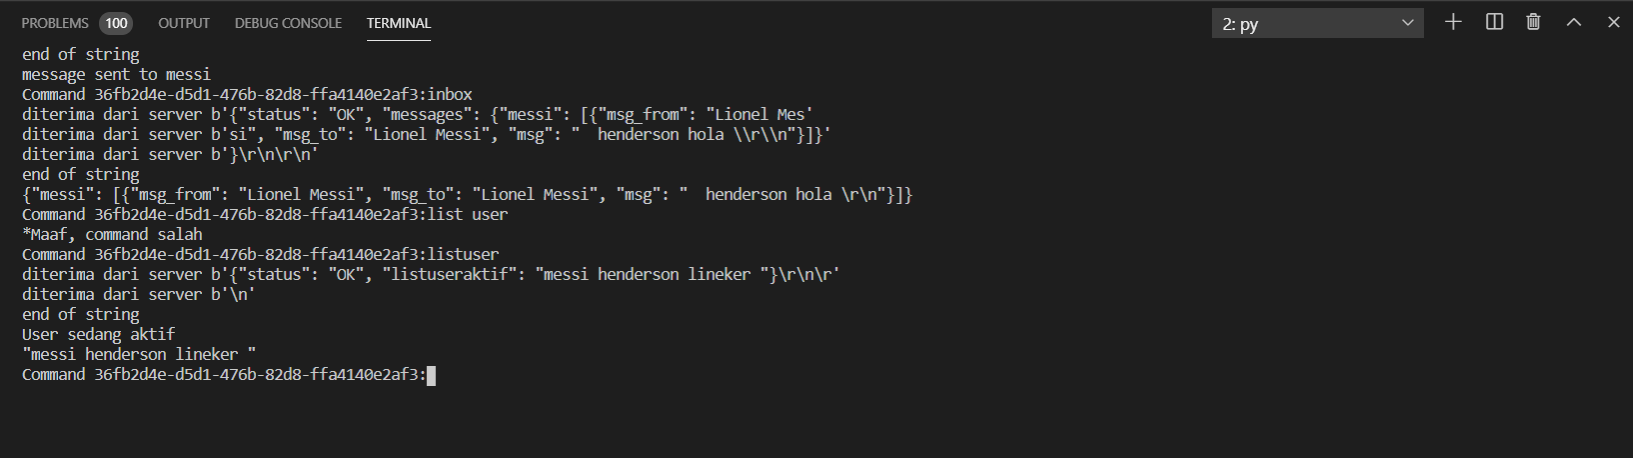 PROBLEMS 100 OUTPUT DEBUG CONSOLE TERMINAL 2: py
end of string
message sent to messi
Command 36fb2d4e-d5d1-476b-82d8-ffa4140e2af3:inbox
diterima dari server b'{"status": "OK", "messages": {"messi": [{"msg_from": "Lionel Mes'
diterima dari server b'si", "msg_to": "Lionel Messi", "msg": "  henderson hola \\r\\n"}]}'
diterima dari server b'}\r\n\r\n'
end of string
{"messi": [{"msg_from": "Lionel Messi", "msg_to": "Lionel Messi", "msg": "  henderson hola \r\n"}]}
Command 36fb2d4e-d5d1-476b-82d8-ffa4140e2af3:list user
*Maaf, command salah
Command 36fb2d4e-d5d1-476b-82d8-ffa4140e2af3:listuser
diterima dari server b'{"status": "OK", "listuseraktif": "messi henderson lineker "}\r\n\r'
diterima dari server b'\n'
end of string
User sedang aktif
"messi henderson lineker "
Command 36fb2d4e-d5d1-476b-82d8-ffa4140e2af3: